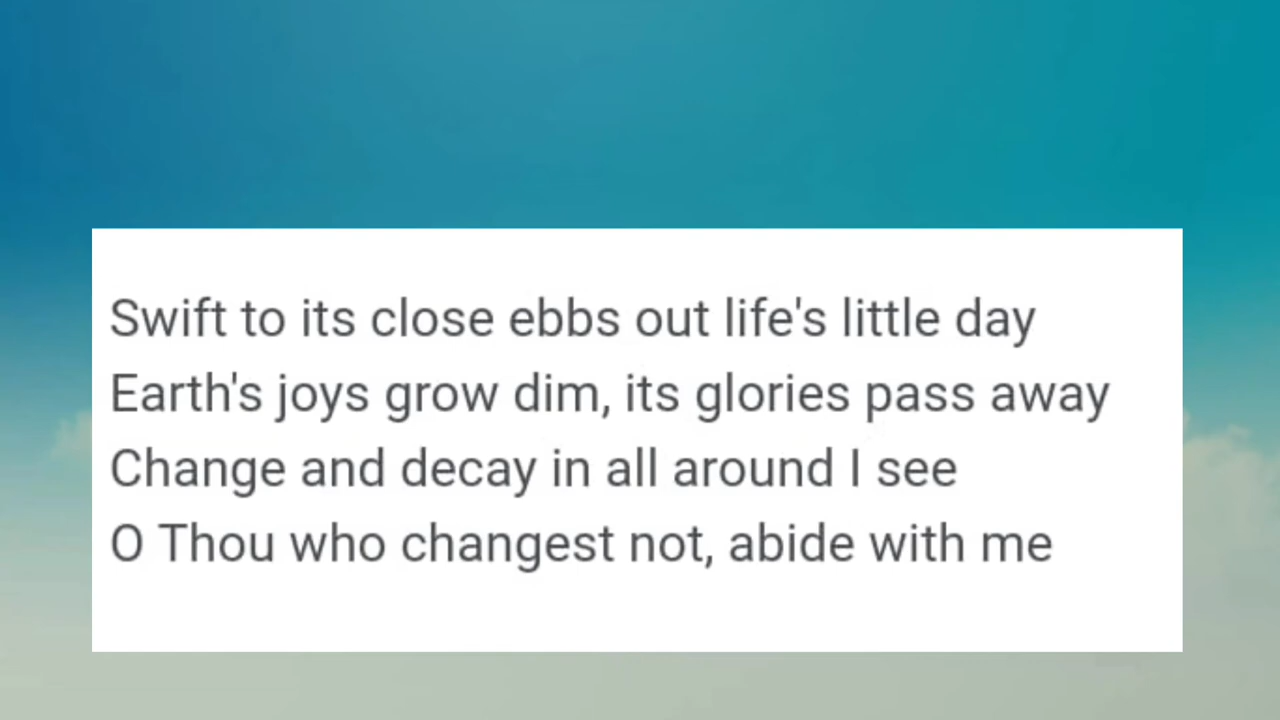 Swift to its close ebbs out life's little day
Earth's joys grow dim, its glories pass away
Change and decay in all around I see
O Thou who changest not, abide with me